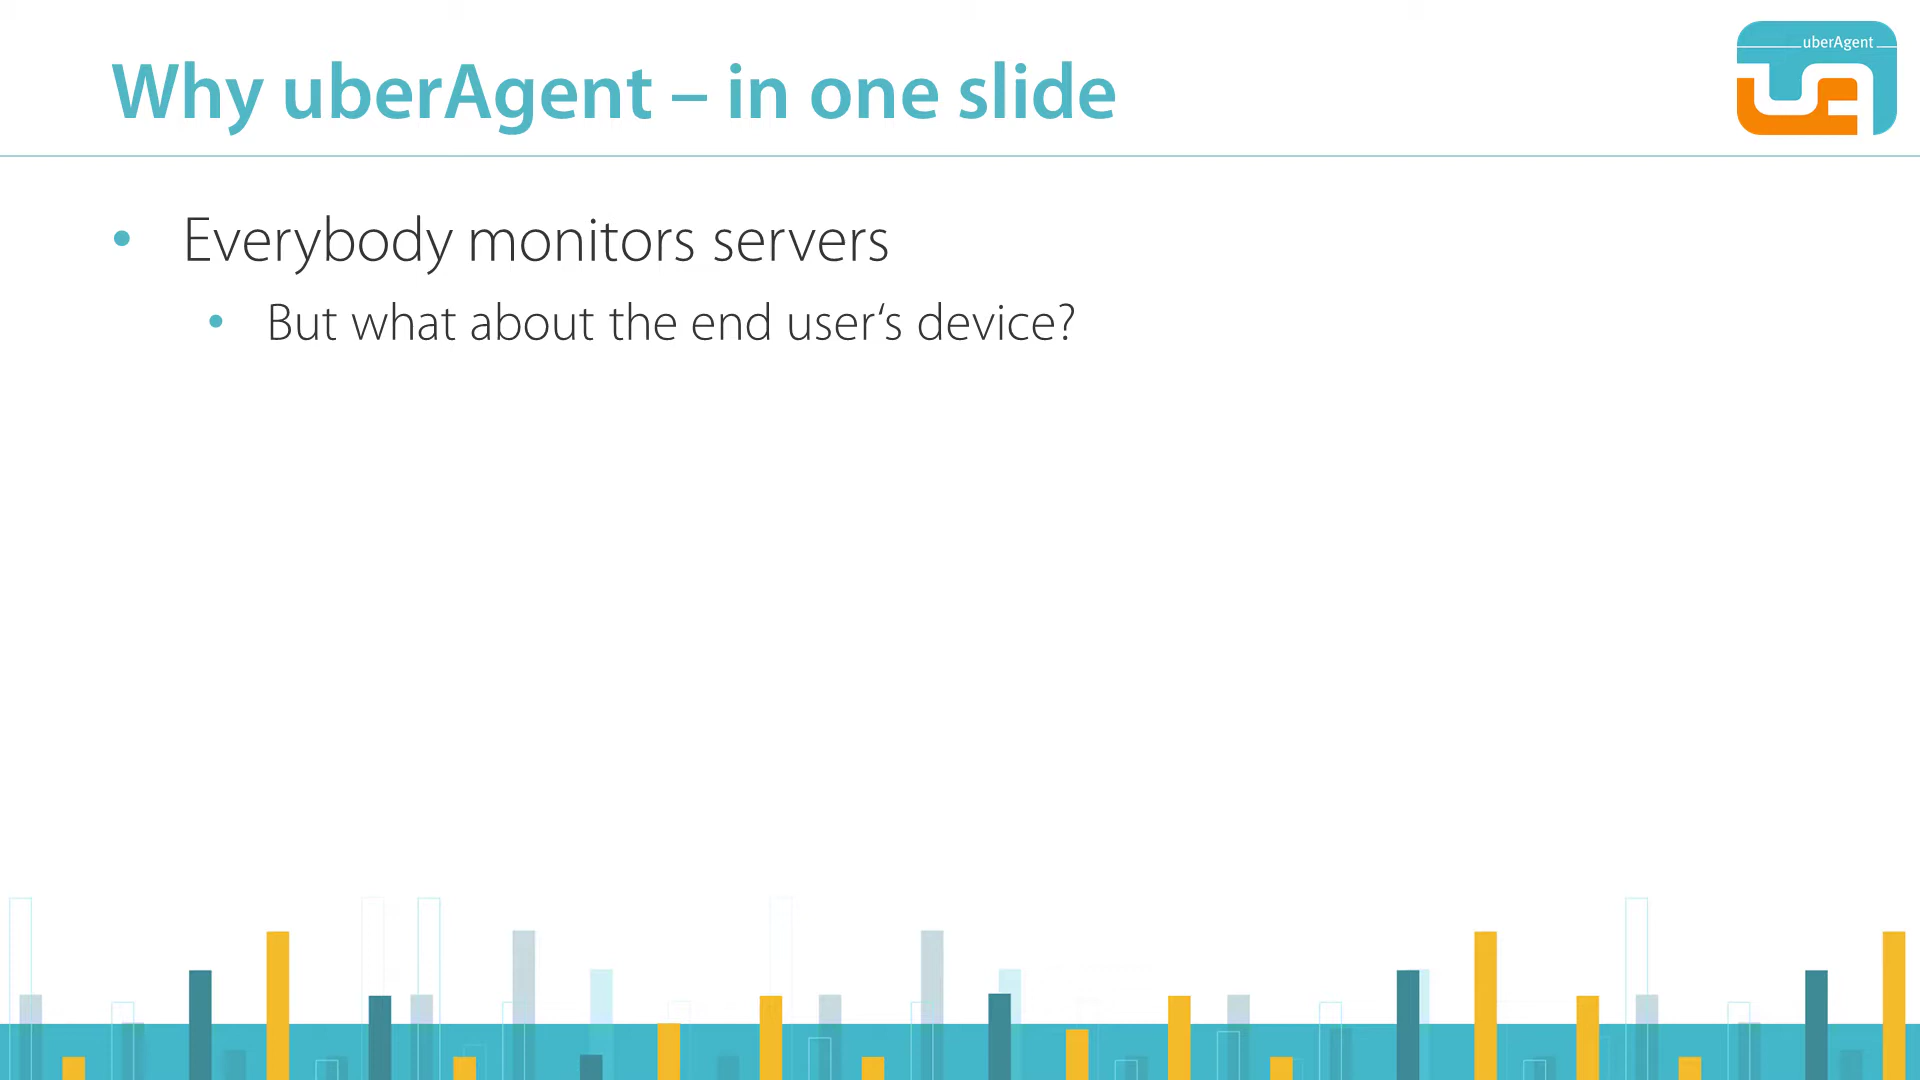 Why uberAgent – in one slide
uberAgent
• Everybody monitors servers
• But what about the end user‘s device?